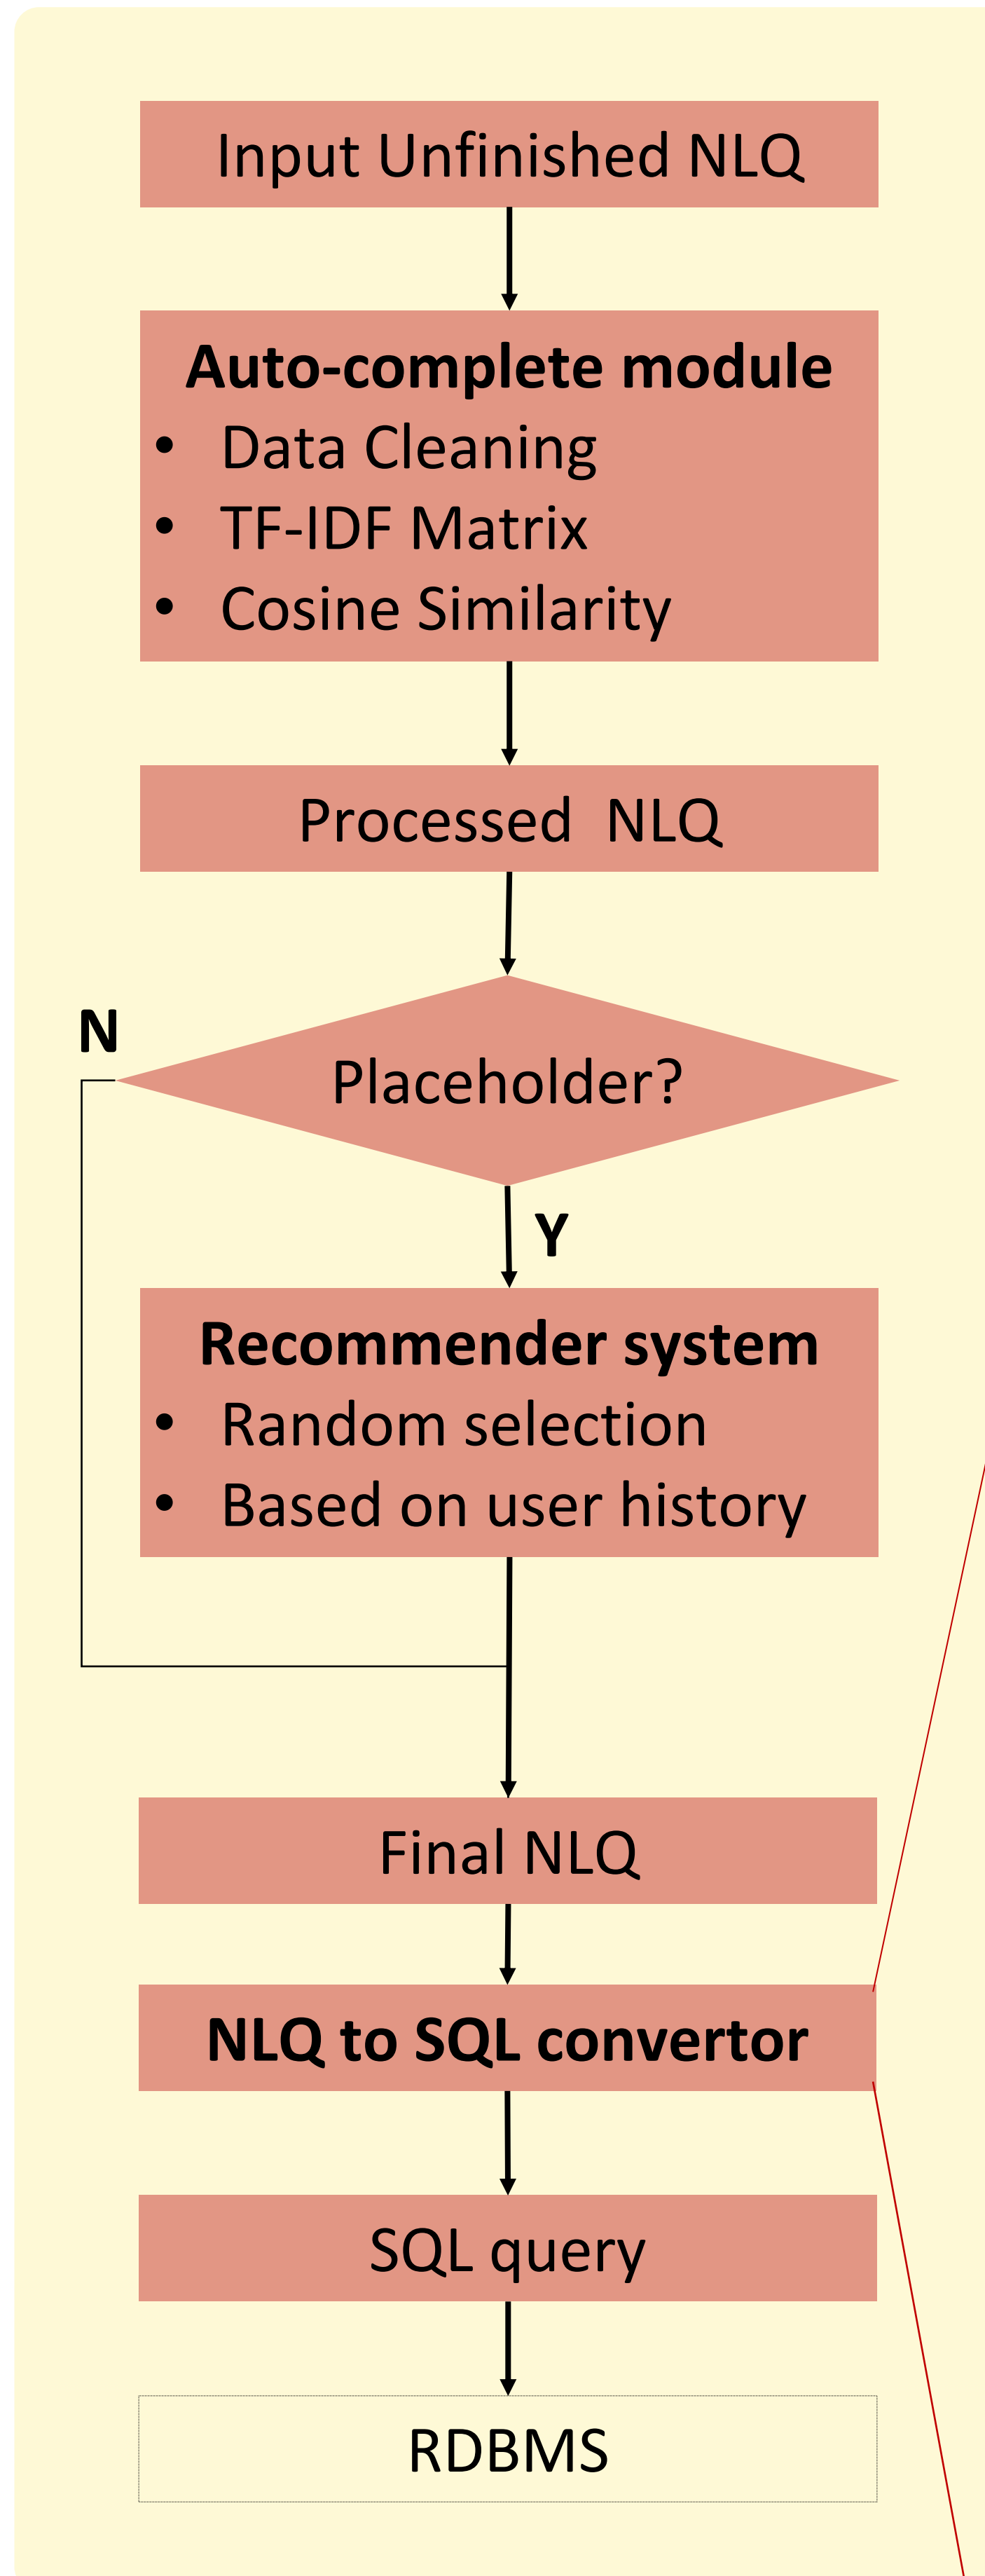 Input Unfinished NLQ
Auto-complete module
• Data Cleaning
• TF-IDF Matrix
• Cosine Similarity
Processed NLQ
N
Placeholder?
Y
Recommender system
• Random selection
• Based on user history
Final NLQ
NLQ to SQL convertor
SQL query
RDBMS